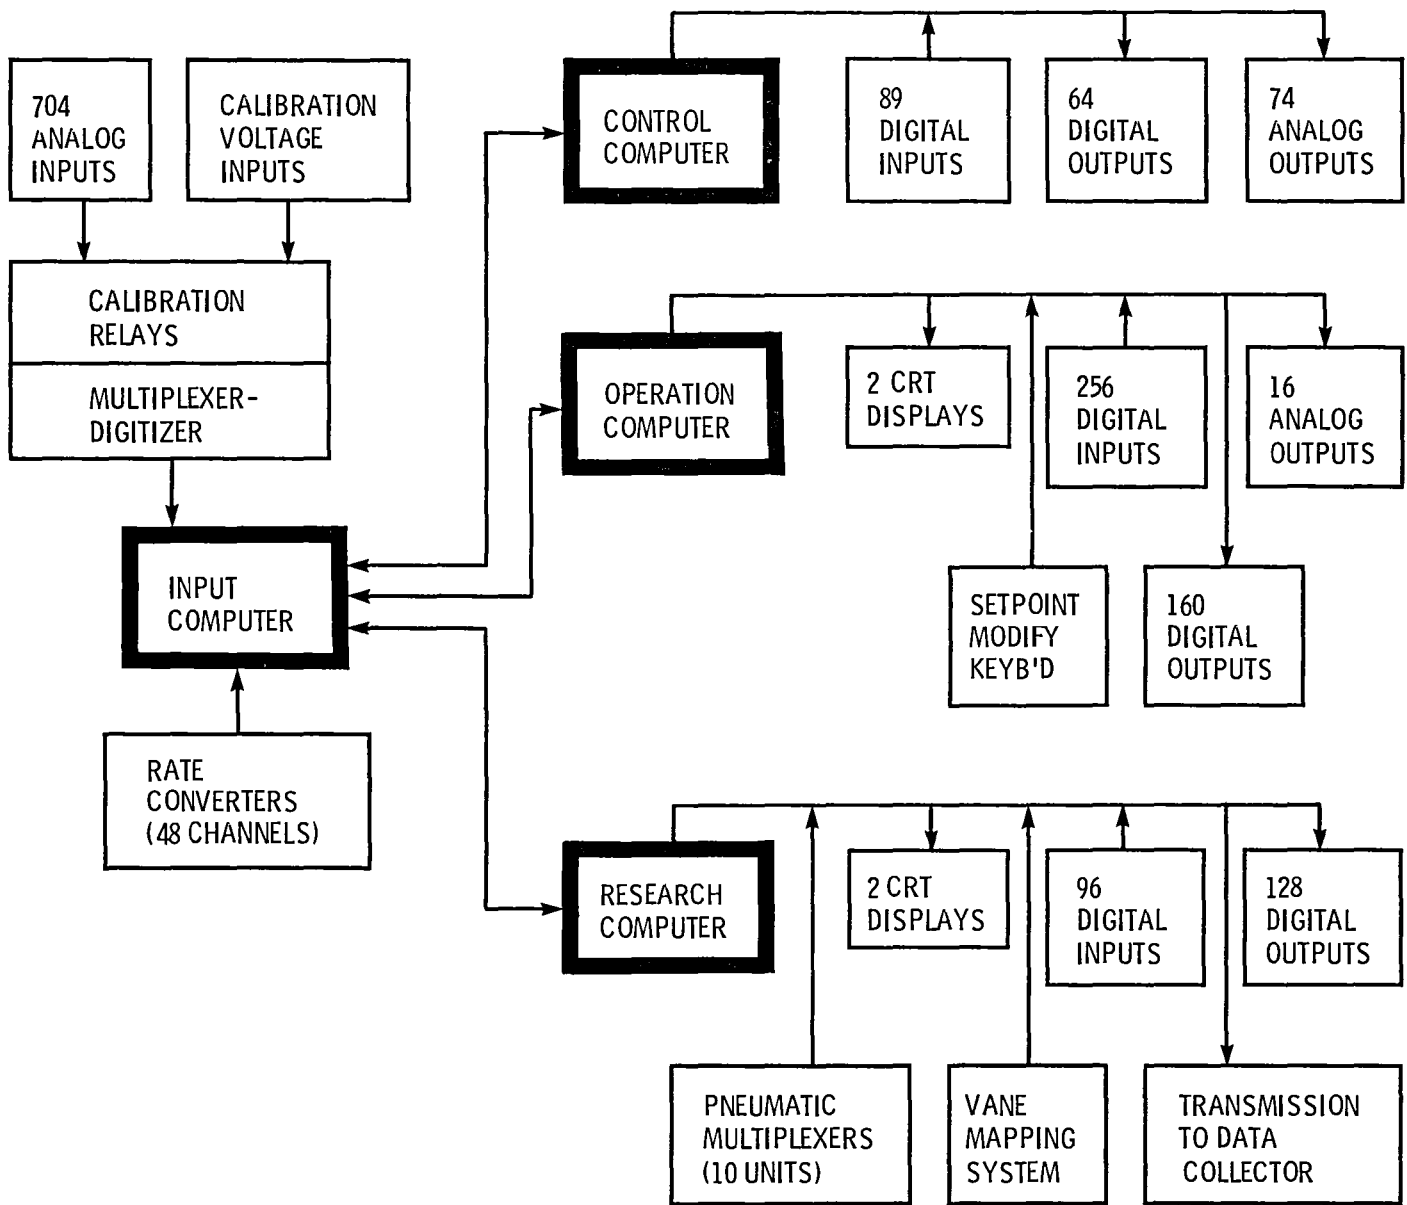 704
ANALOG
INPUTS
CALIBRATION
VOLTAGE
INPUTS
CONTROL
COMPUTER
89
DIGITAL
INPUTS
64
DIGITAL
OUTPUTS
74
ANALOG
OUTPUTS
CALIBRATION
RELAYS
MULTIPLEXER-
DIGITIZER
OPERATION
COMPUTER
2 CRT
DISPLAYS
256
DIGITAL
INPUTS
16
ANALOG
OUTPUTS
INPUT
COMPUTER
SETPOINT
MODIFY
KEYB'D
160
DIGITAL
OUTPUTS
RATE
CONVERTERS
(48 CHANNELS)
RESEARCH
COMPUTER
2 CRT
DISPLAYS
96
DIGITAL
INPUTS
128
DIGITAL
OUTPUTS
PNEUMATIC
MULTIPLEXERS
(10 UNITS)
VANE
MAPPING
SYSTEM
TRANSMISSION
TO DATA
COLLECTOR